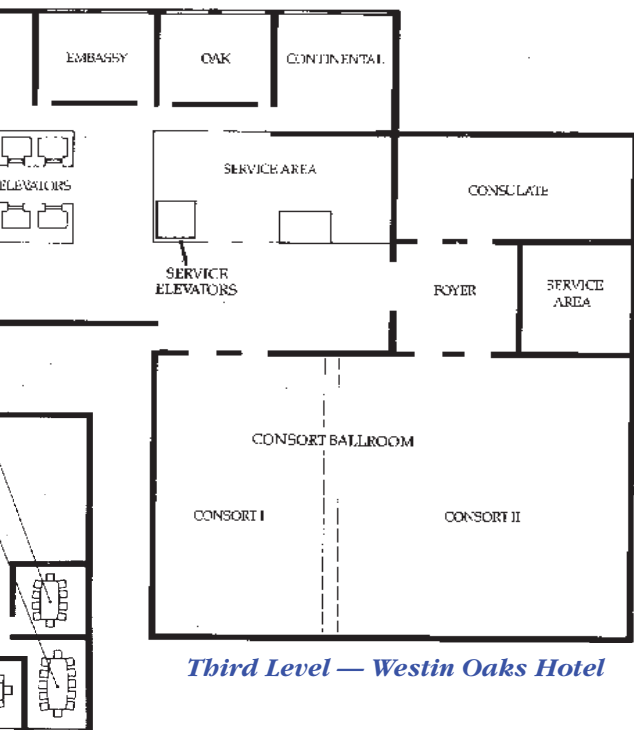 EMBASSY
OAK
CONTINENTAL
SERVICE AREA
ELEVATORS
CONSULATE
SERVICE
ELEVATORS
FOYER
SERVICE
AREA
CONSORT BALLROOM
CONSORT I
CONSORT II
Third Level — Westin Oaks Hotel